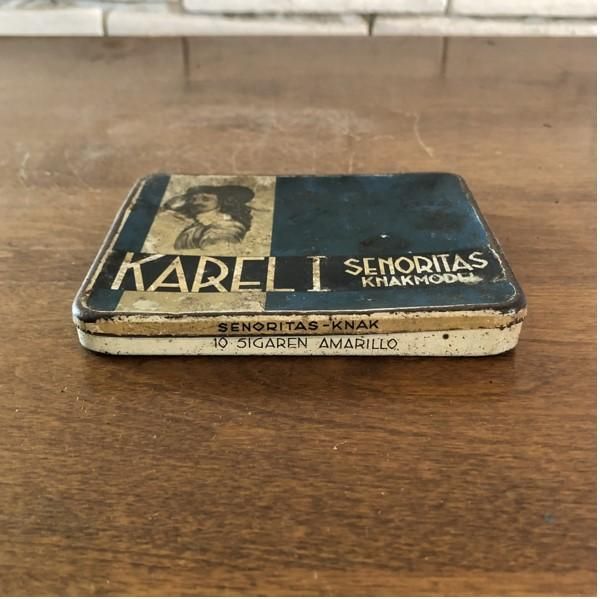 KAREL I
SENORITAS
KNAKMODEL
SENORITAS-KNAK
10 SIGAREN AMARILLO